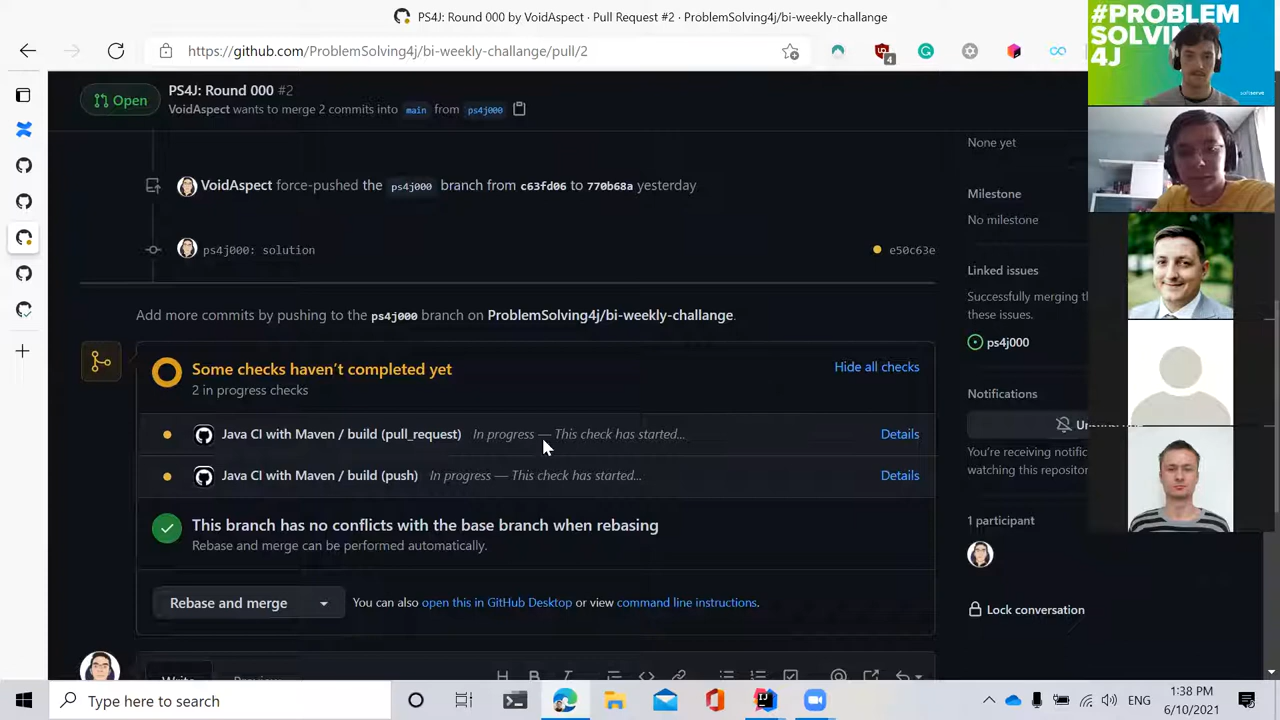 PS4J: Round 000 by VoidAspect · Pull Request #2 · ProblemSolving4j/bi-weekly-challange
https://github.com/ProblemSolving4j/bi-weekly-challange/pull/2
4
#PROBLEM
SOLVIN
4J
Open
PS4J: Round 000 #2
VoidAspect wants to merge 2 commits into main from ps4j000
None yet
VoidAspect force-pushed the ps4j000 branch from c63fd06 to 770b68a yesterday
Milestone
No milestone
ps4j000: solution
e50c63e
Linked issues
Successfully merging th
these issues.
ps4j000
Add more commits by pushing to the ps4j000 branch on ProblemSolving4j/bi-weekly-challange.
Some checks haven't completed yet
2 in progress checks
Hide all checks
Notifications
Java CI with Maven / build (pull_request) In progress — This check has started...
Details
You're receiving notific
watching this reposito
Java CI with Maven / build (push) In progress — This check has started...
Details
1 participant
This branch has no conflicts with the base branch when rebasing
Rebase and merge can be performed automatically.
Rebase and merge
You can also open this in GitHub Desktop or view command line instructions.
Lock conversation
H B I
Type here to search
ENG
1:38 PM
6/10/2021